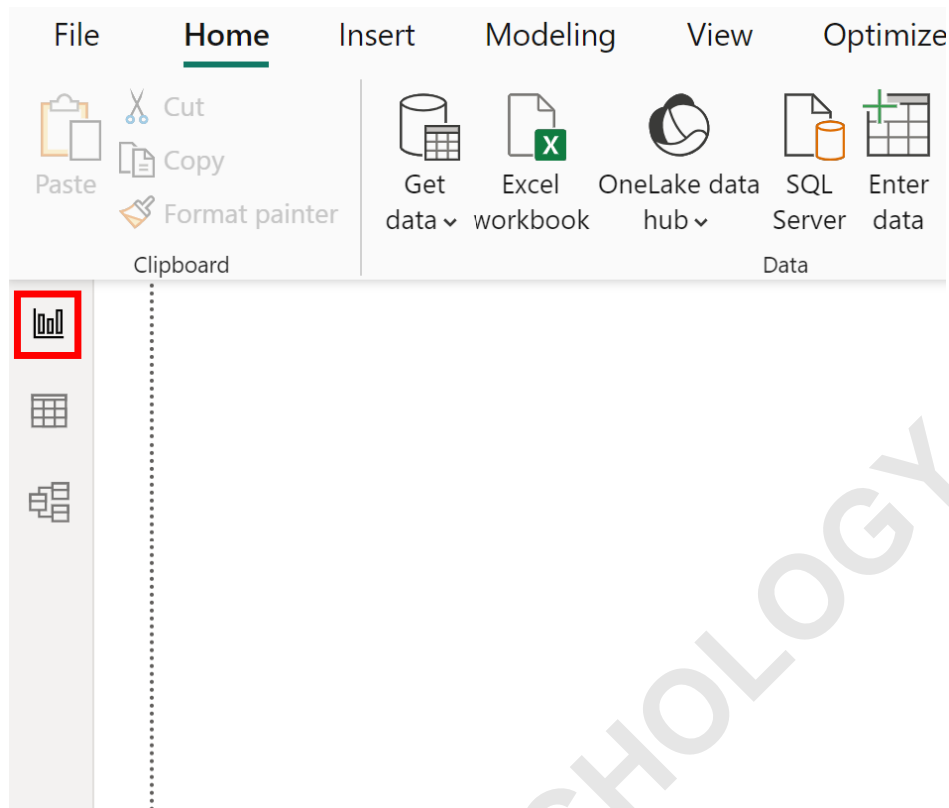 File Home Insert Modeling View Optimize
Cut
Copy
Paste
Format painter
Get data
Excel workbook
OneLake data hub
SQL Server
Enter data
Clipboard
Data
X